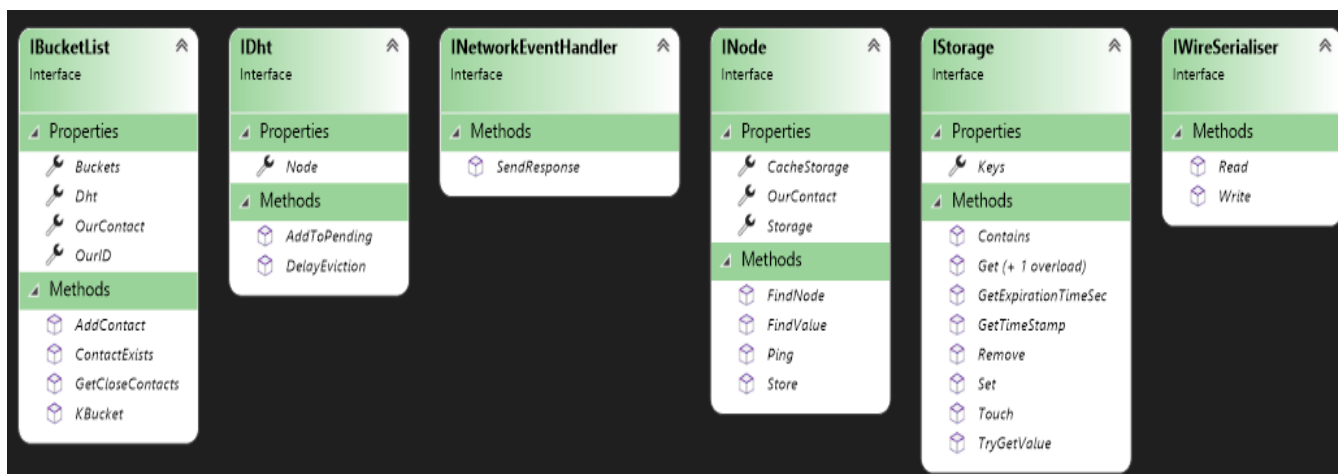 IBucketList
Interface
Properties
Buckets
Dht
OurContact
OurID
Methods
AddContact
ContactExists
GetCloseContacts
KBucket
IDht
Interface
Properties
Node
Methods
AddToPending
DelayEviction
INetworkEventHandler
Interface
Methods
SendResponse
INode
Interface
Properties
CacheStorage
OurContact
Storage
Methods
FindNode
FindValue
Ping
Store
IStorage
Interface
Properties
Keys
Methods
Contains
Get (+ 1 overload)
GetExpirationTimeSec
GetTimeStamp
Remove
Set
Touch
TryGetValue
IWireSerialiser
Interface
Methods
Read
Write